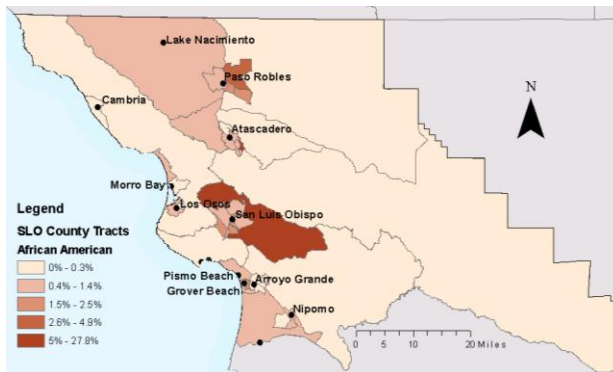 Lake Nacimiento
Paso Robles
Cambria
N
Atascadero
Morro Bay
Los Osos
San Luis Obispo
Legend
SLO County Tracts
African American
0% - 0.3%
0.4% - 1.4%
1.5% - 2.5%
2.6% - 4.9%
5% - 27.8%
Pismo Beach
Arroyo Grande
Grover Beach
Nipomo
0 5 10 20
Miles